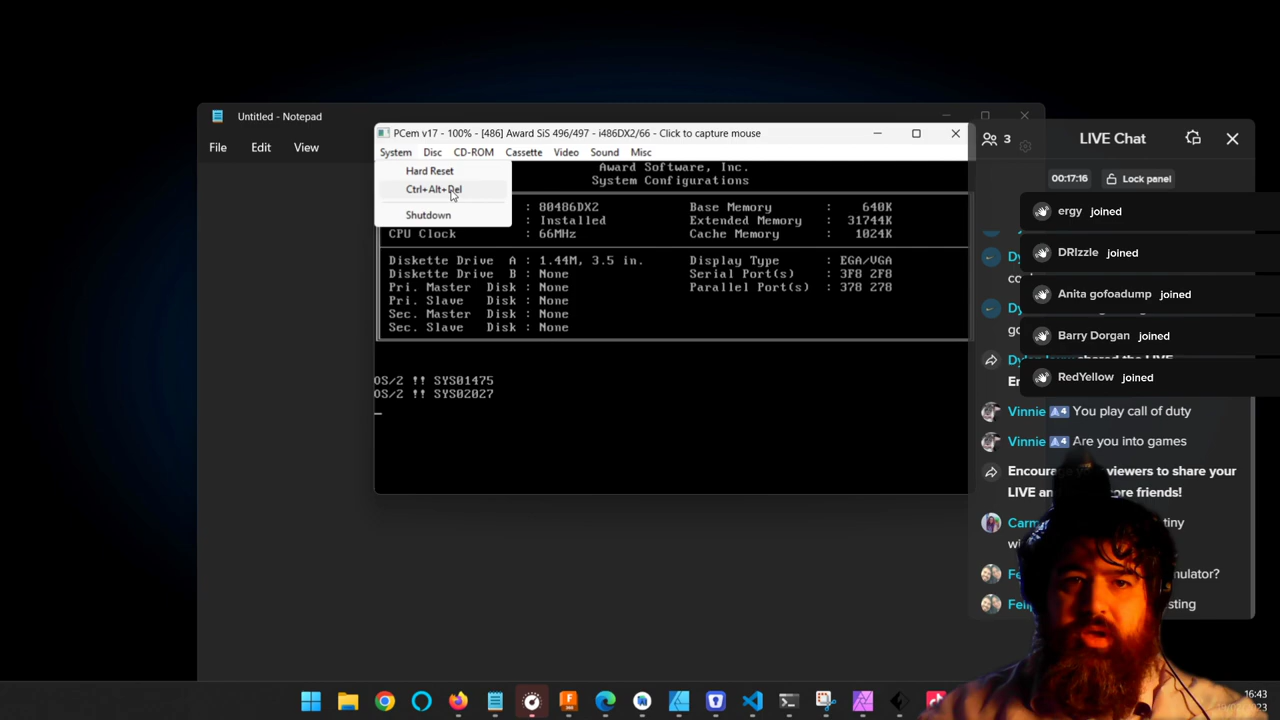 Untitled - Notepad
File Edit View
PCem v17 - 100% - [486] Award SiS 496/497 - i486DX2/66 - Click to capture mouse
System Disc CD-ROM Cassette Video Sound Misc
Hard Reset
Ctrl+Alt+Del
Shutdown
Award Software, Inc.
System Configurations
: 80486DX2 Base Memory : 640K
: Installed Extended Memory : 31744K
CPU Clock : 66MHz Cache Memory : 1024K
Diskette Drive A : 1.44M, 3.5 in. Display Type : EGA/VGA
Diskette Drive B : None Serial Port(s) : 3F8 2F8
Pri. Master Disk : None Parallel Port(s) : 378 278
Pri. Slave Disk : None
Sec. Master Disk : None
Sec. Slave Disk : None
OS/2 !! SYS01475
OS/2 !! SYS02027
3 LIVE Chat
00:17:16 Lock panel
ergy joined
DRIzzle joined
Anita gofoadump joined
Barry Dorgan joined
RedYellow joined
Vinnie A4 You play call of duty
Vinnie A4 Are you into games
Encourage viewers to share your
LIVE and more friends!
16:43